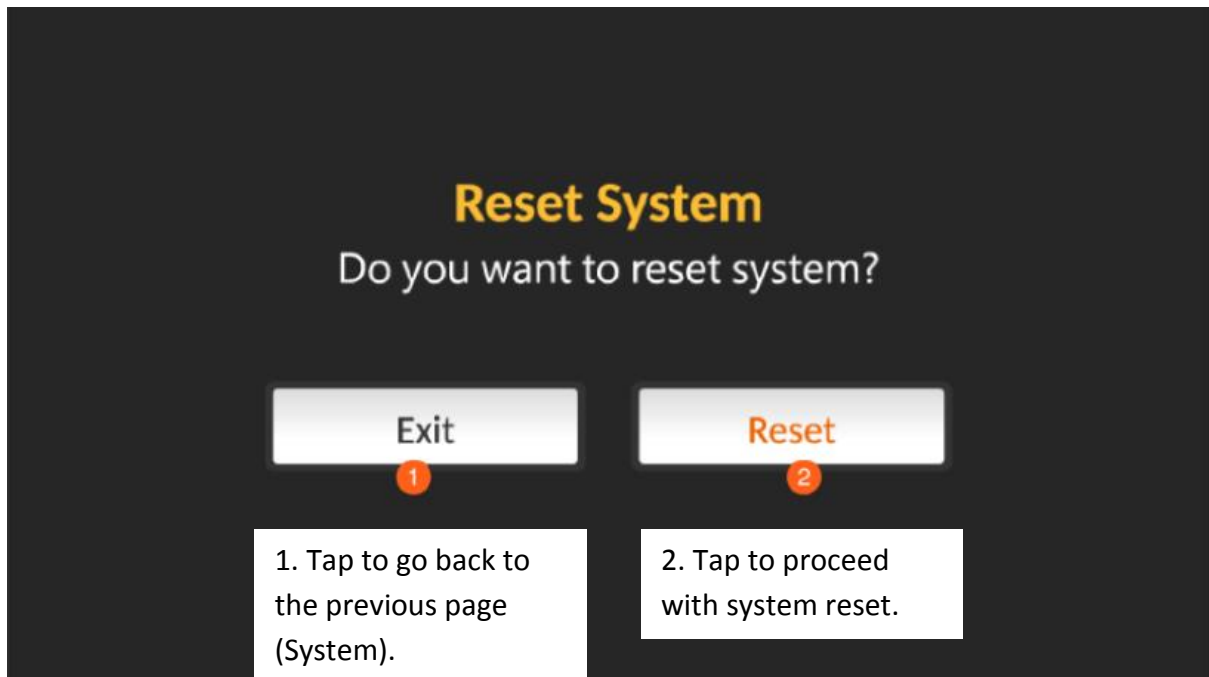 Reset System
Do you want to reset system?
Exit
Reset
1
2
1. Tap to go back to
the previous page
(System).
2. Tap to proceed
with system reset.